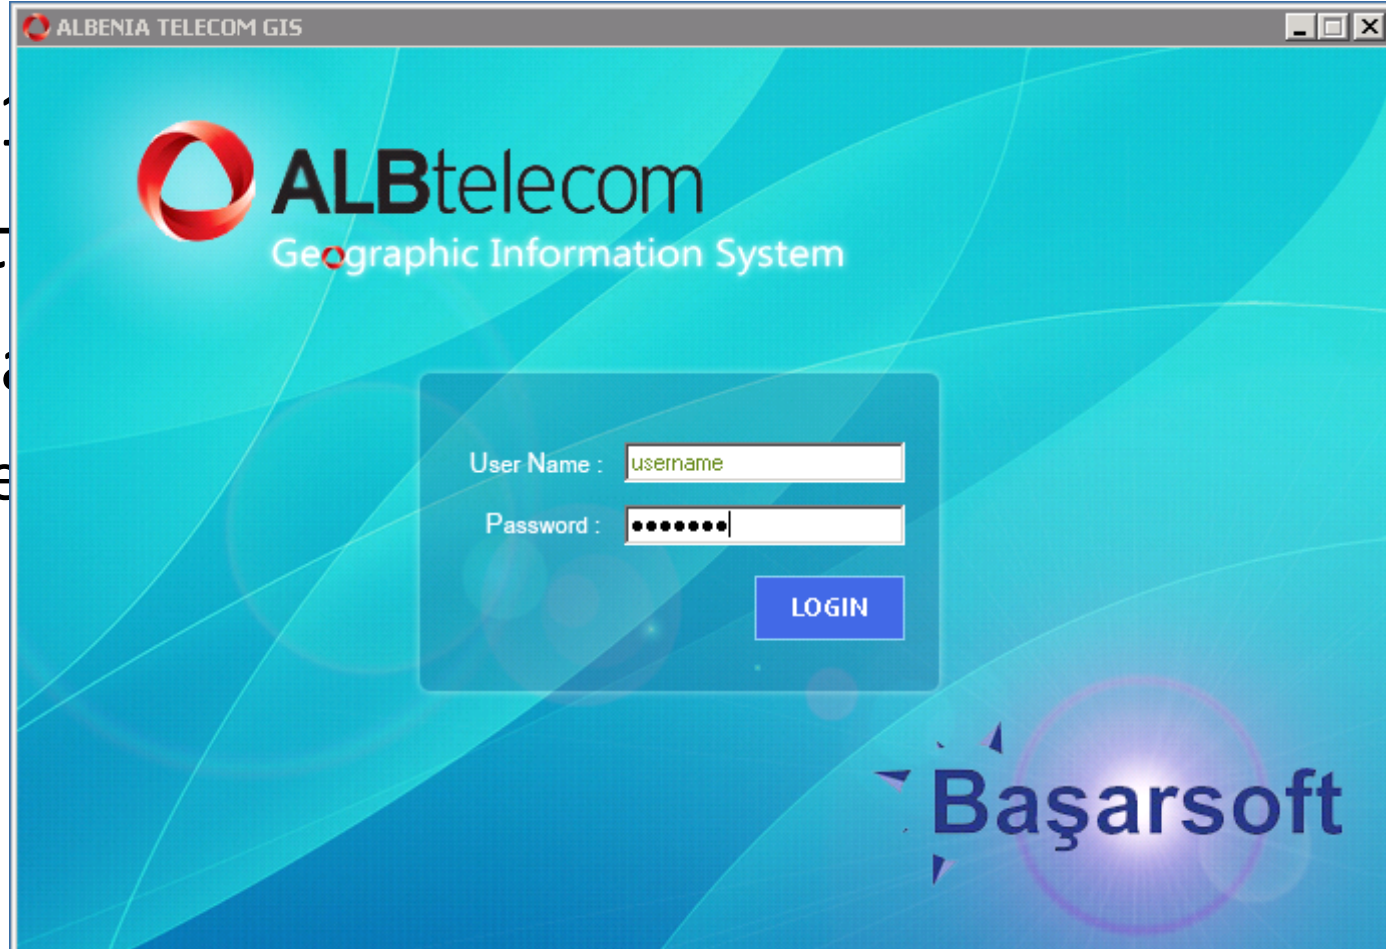 ALBENIA TELECOM GIS
ALBtelecom
Geographic Information System
User Name : username
Password : •••••••
LOGIN
Başarsoft